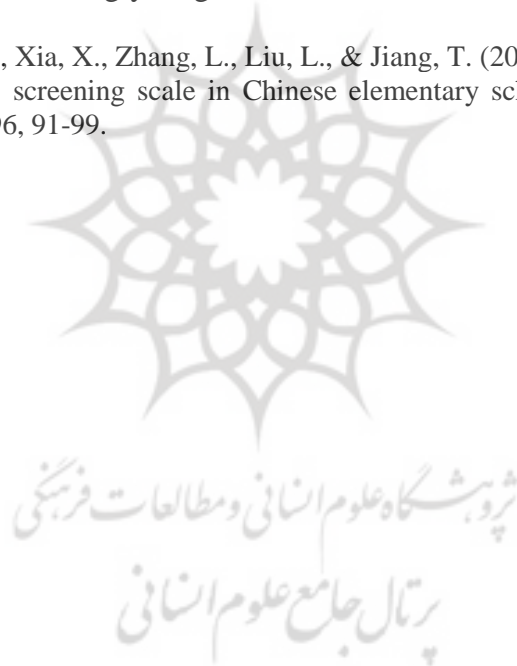 , Xia, X., Zhang, L., Liu, L., & Jiang, T. (20
screening scale in Chinese elementary scl
6, 91-99.
پژوهشگاه علوم انسانی و مطالعات فرهنگی
پرتال جامع علوم انسانی